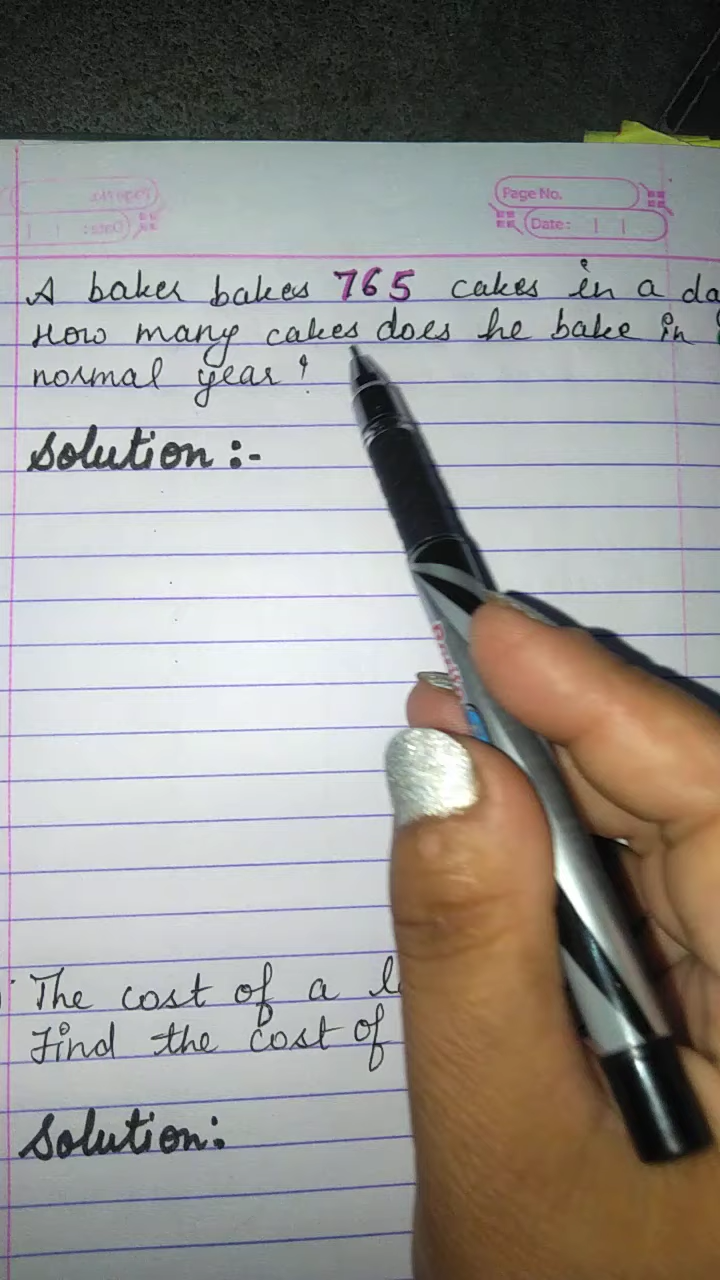 Page No.
Date:
A baker bakes 765 cakes in a da
How many cakes does he bake in
normal year?
Solution :-
The cost of a
Find the cost of
Solution: